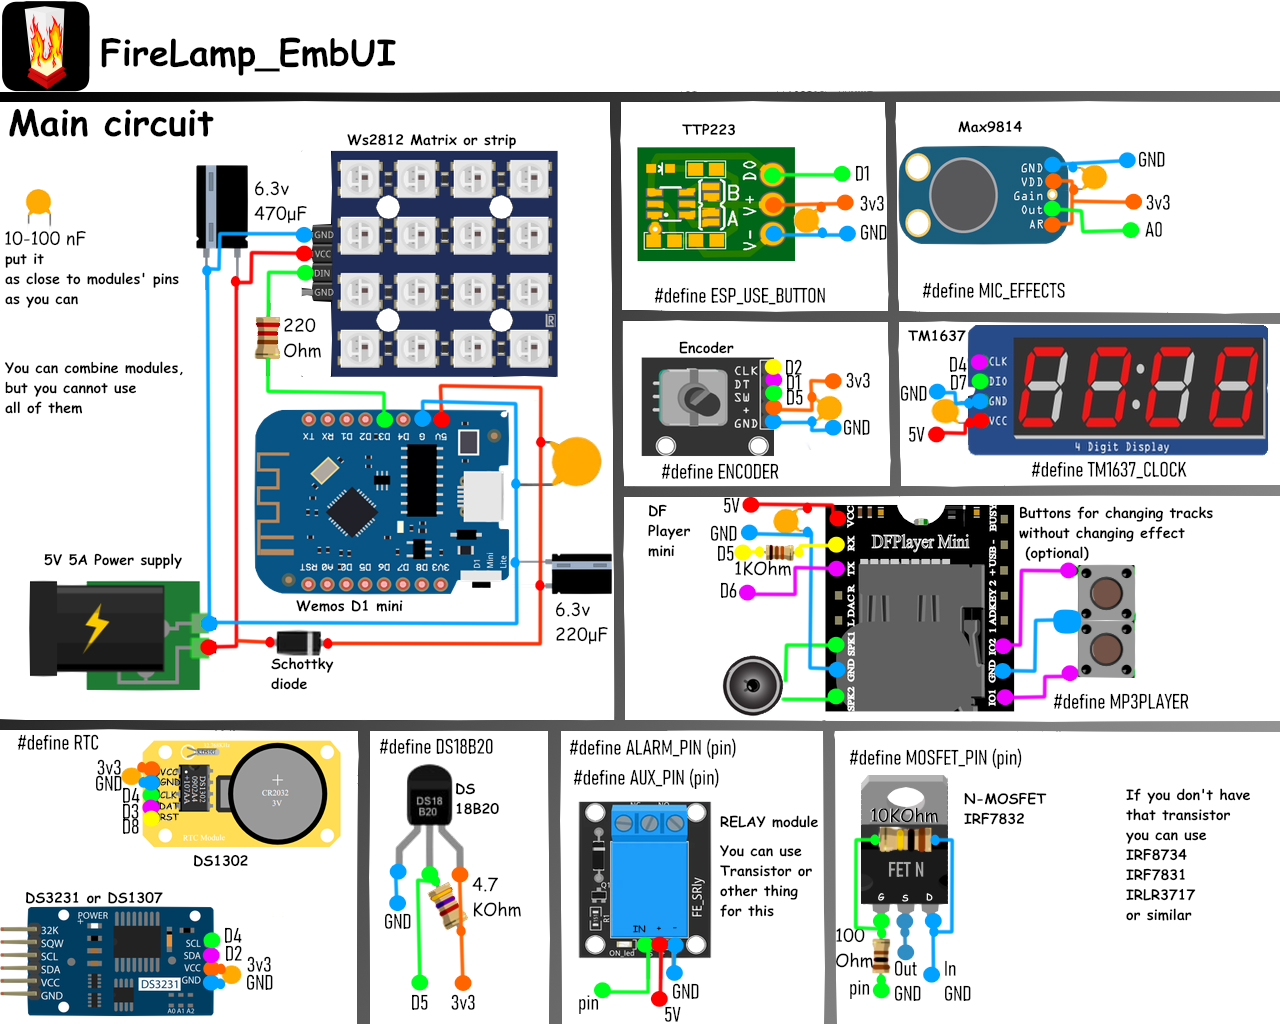 FireLamp_EmbUI
Main circuit
10-100 nF
put it
as close to modules' pins
as you can
You can combine modules,
but you cannot use
all of them
6.3v
470μF
Ws2812 Matrix or strip
GND
VCC
DIN
GND
R
220
Ohm
TX RX D1 D2 D3 D4 G 5V
RST A0 D0 D5 D6 D7 D8 3V3
D1
Mini
Lite
Wemos D1 mini
5V 5A Power supply
Schottky
diode
6.3v
220μF
TTP223
DO
V+
V-
B
A
D1
3v3
GND
#define ESP_USE_BUTTON
Max9814
GND
VDD
Gain
Out
AR
GND
3v3
A0
#define MIC_EFFECTS
Encoder
CLK
DT
SW
+
GND
D2
D1
D5
3v3
GND
#define ENCODER
TM1637
D4
D7
GND
5V
CLK
DIO
GND
VCC
4 Digit Display
#define TM1637_CLOCK
DF
Player
mini
5V
GND
D5
1KOhm
D6
DFPlayer Mini
VCC
RX
TX
DAC R
DAC L
SPK1
GND
SPK2
BUSY
USB -
USB +
ADKEY 2
ADKEY 1
IO2
GND
IO1
Buttons for changing tracks
without changing effect
(optional)
#define MP3PLAYER
#define RTC
3v3
GND
D4
D3
D8
VCC
GND
CLK
DAT
RST
DS1302
0902A4
+107AA
CR2032
3V
RTC Module
DS1302
DS3231 or DS1307
32K
SQW
SCL
SDA
VCC
GND
POWER
DS3231
SCL
SDA
VCC
GND
A0 A1 A2
D4
D2
3v3
GND
#define DS18B20
DS18
B20
DS
18B20
4.7
KOhm
GND
D5
3v3
#define ALARM_PIN (pin)
#define AUX_PIN (pin)
RELAY module
You can use
Transistor or
other thing
for this
FE_SRly
R1
IN + -
ON_led
pin
GND
5V
#define MOSFET_PIN (pin)
10KOhm
N-MOSFET
IRF7832
FET N
G S D
100
Ohm
pin
Out
GND
In
GND
If you don't have
that transistor
you can use
IRF8734
IRF7831
IRLR3717
or similar